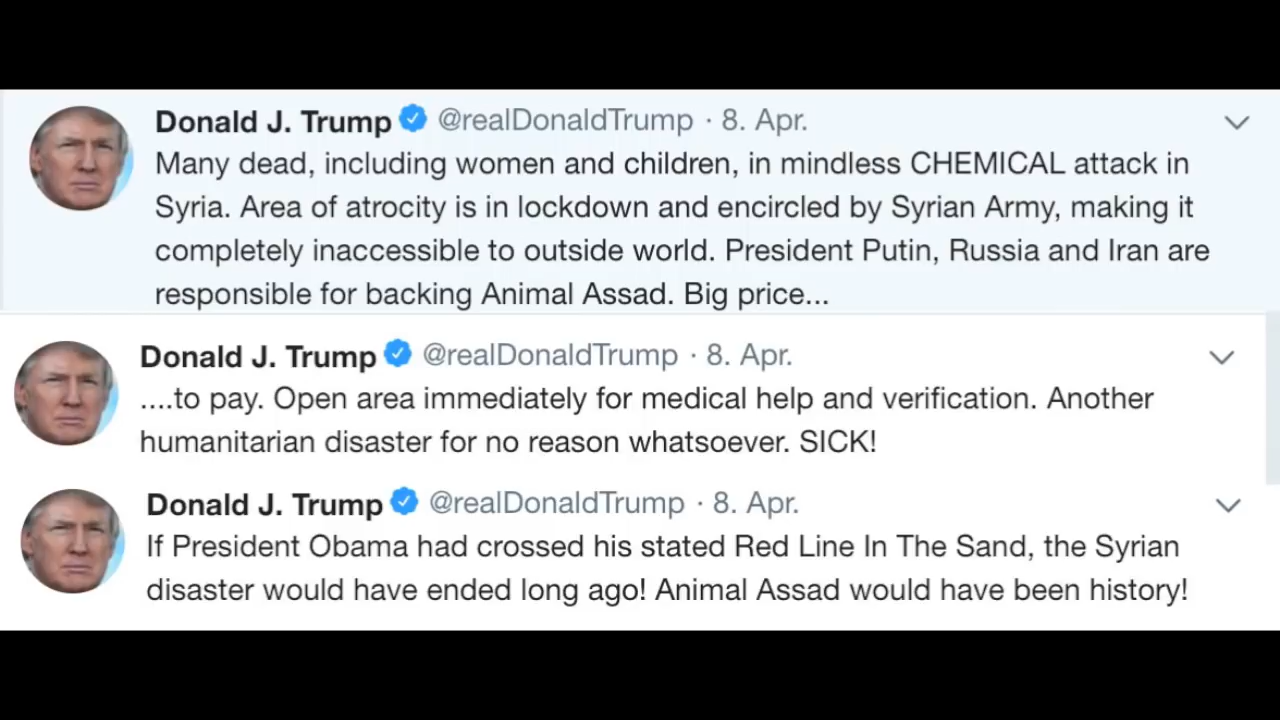 Donald J. Trump @realDonaldTrump · 8. Apr.
Many dead, including women and children, in mindless CHEMICAL attack in
Syria. Area of atrocity is in lockdown and encircled by Syrian Army, making it
completely inaccessible to outside world. President Putin, Russia and Iran are
responsible for backing Animal Assad. Big price...
Donald J. Trump @realDonaldTrump · 8. Apr.
....to pay. Open area immediately for medical help and verification. Another
humanitarian disaster for no reason whatsoever. SICK!
Donald J. Trump @realDonaldTrump · 8. Apr.
If President Obama had crossed his stated Red Line In The Sand, the Syrian
disaster would have ended long ago! Animal Assad would have been history!